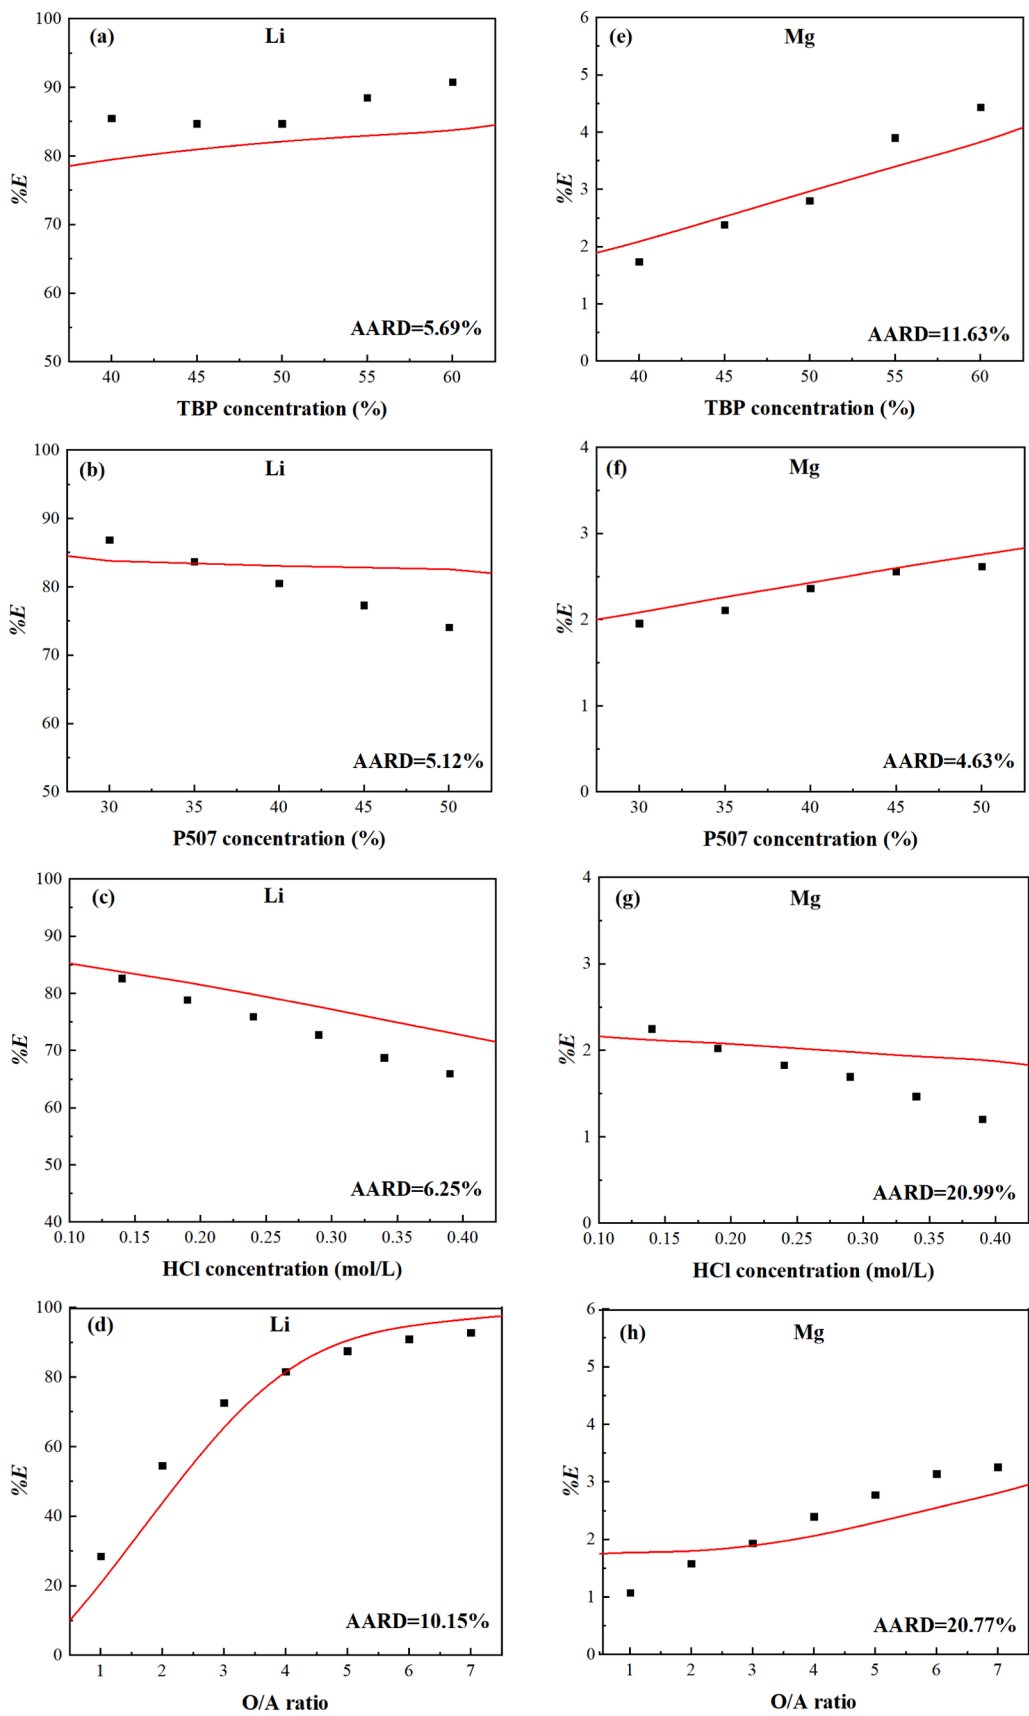 (a)
Li
100
90
80
70
60
50
%E
AARD=5.69%
40 45 50 55 60
TBP concentration (%)
(e)
Mg
6
5
4
3
2
1
0
%E
AARD=11.63%
40 45 50 55 60
TBP concentration (%)
(b)
Li
100
90
80
70
60
50
%E
AARD=5.12%
30 35 40 45 50
P507 concentration (%)
(f)
Mg
4
3
2
1
0
%E
AARD=4.63%
30 35 40 45 50
P507 concentration (%)
(c)
Li
100
90
80
70
60
50
40
%E
AARD=6.25%
0.10 0.15 0.20 0.25 0.30 0.35 0.40
HCl concentration (mol/L)
(g)
Mg
4
3
2
1
0
%E
AARD=20.99%
0.10 0.15 0.20 0.25 0.30 0.35 0.40
HCl concentration (mol/L)
(d)
Li
100
80
60
40
20
0
%E
AARD=10.15%
1 2 3 4 5 6 7
O/A ratio
(h)
Mg
6
5
4
3
2
1
0
%E
AARD=20.77%
1 2 3 4 5 6 7
O/A ratio